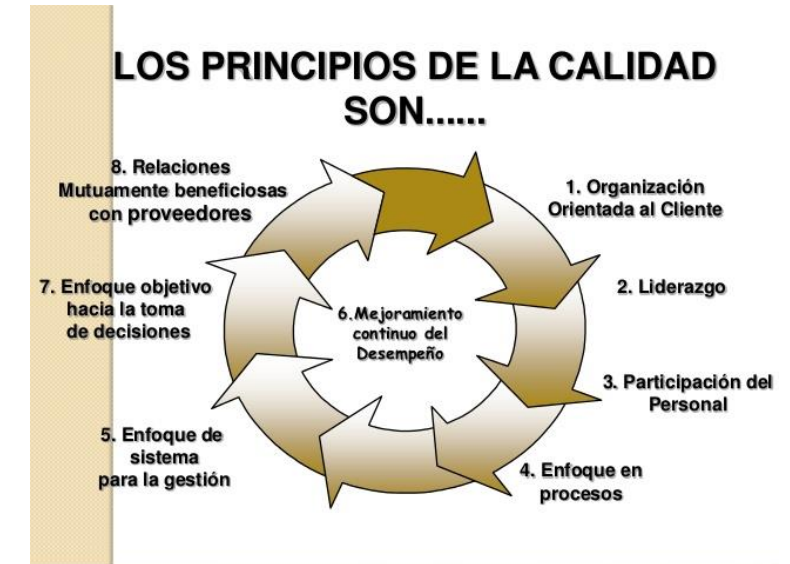 LOS PRINCIPIOS DE LA CALIDAD
SON......
1. Organización
Orientada al Cliente
2. Liderazgo
3. Participación del
Personal
4. Enfoque en
procesos
5. Enfoque de
sistema
para la gestión
6.Mejoramiento
continuo del
Desempeño
7. Enfoque objetivo
hacia la toma
de decisiones
8. Relaciones
Mutuamente beneficiosas
con proveedores